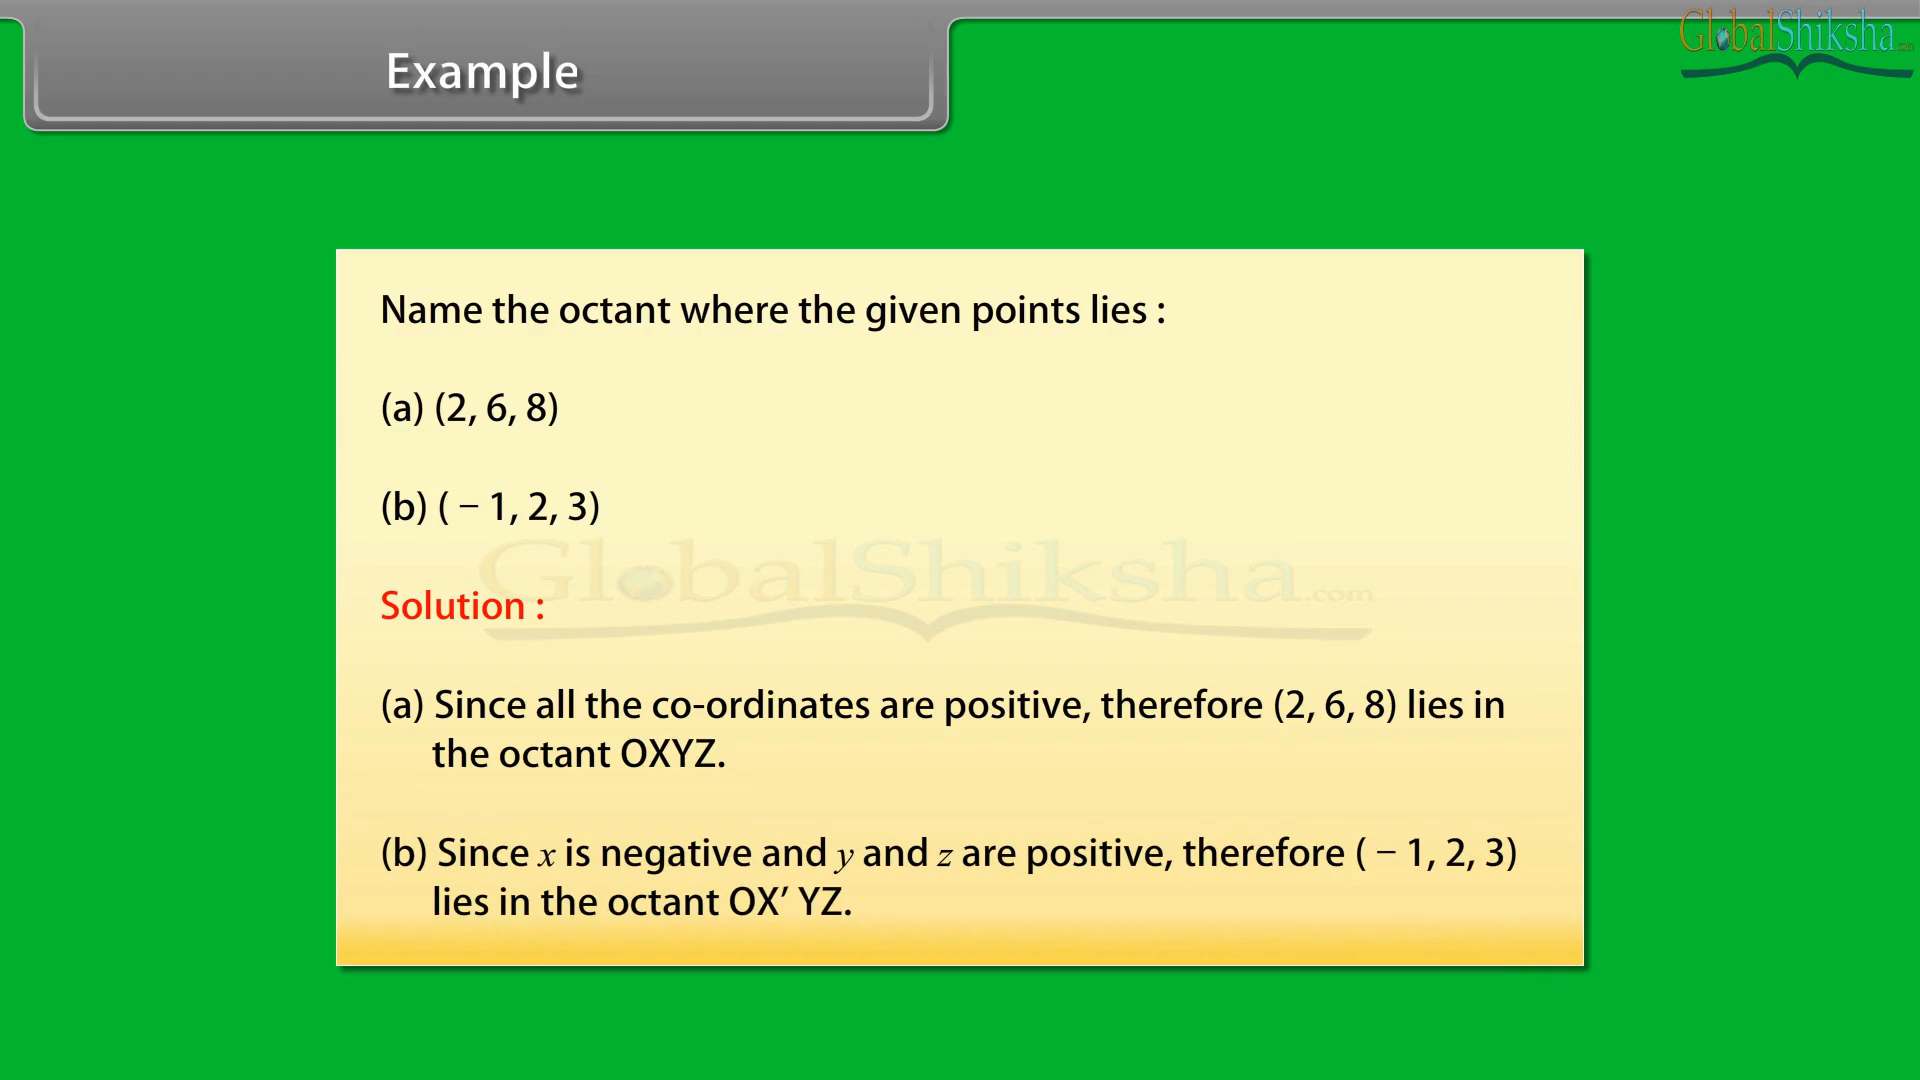 Example
GlobalShiksha.com
Name the octant where the given points lies :
(a) (2, 6, 8)
(b) ( − 1, 2, 3)
GlobalShiksha.com
Solution :
(a) Since all the co-ordinates are positive, therefore (2, 6, 8) lies in
the octant OXYZ.
(b) Since x is negative and y and z are positive, therefore ( − 1, 2, 3)
lies in the octant OX′ YZ.